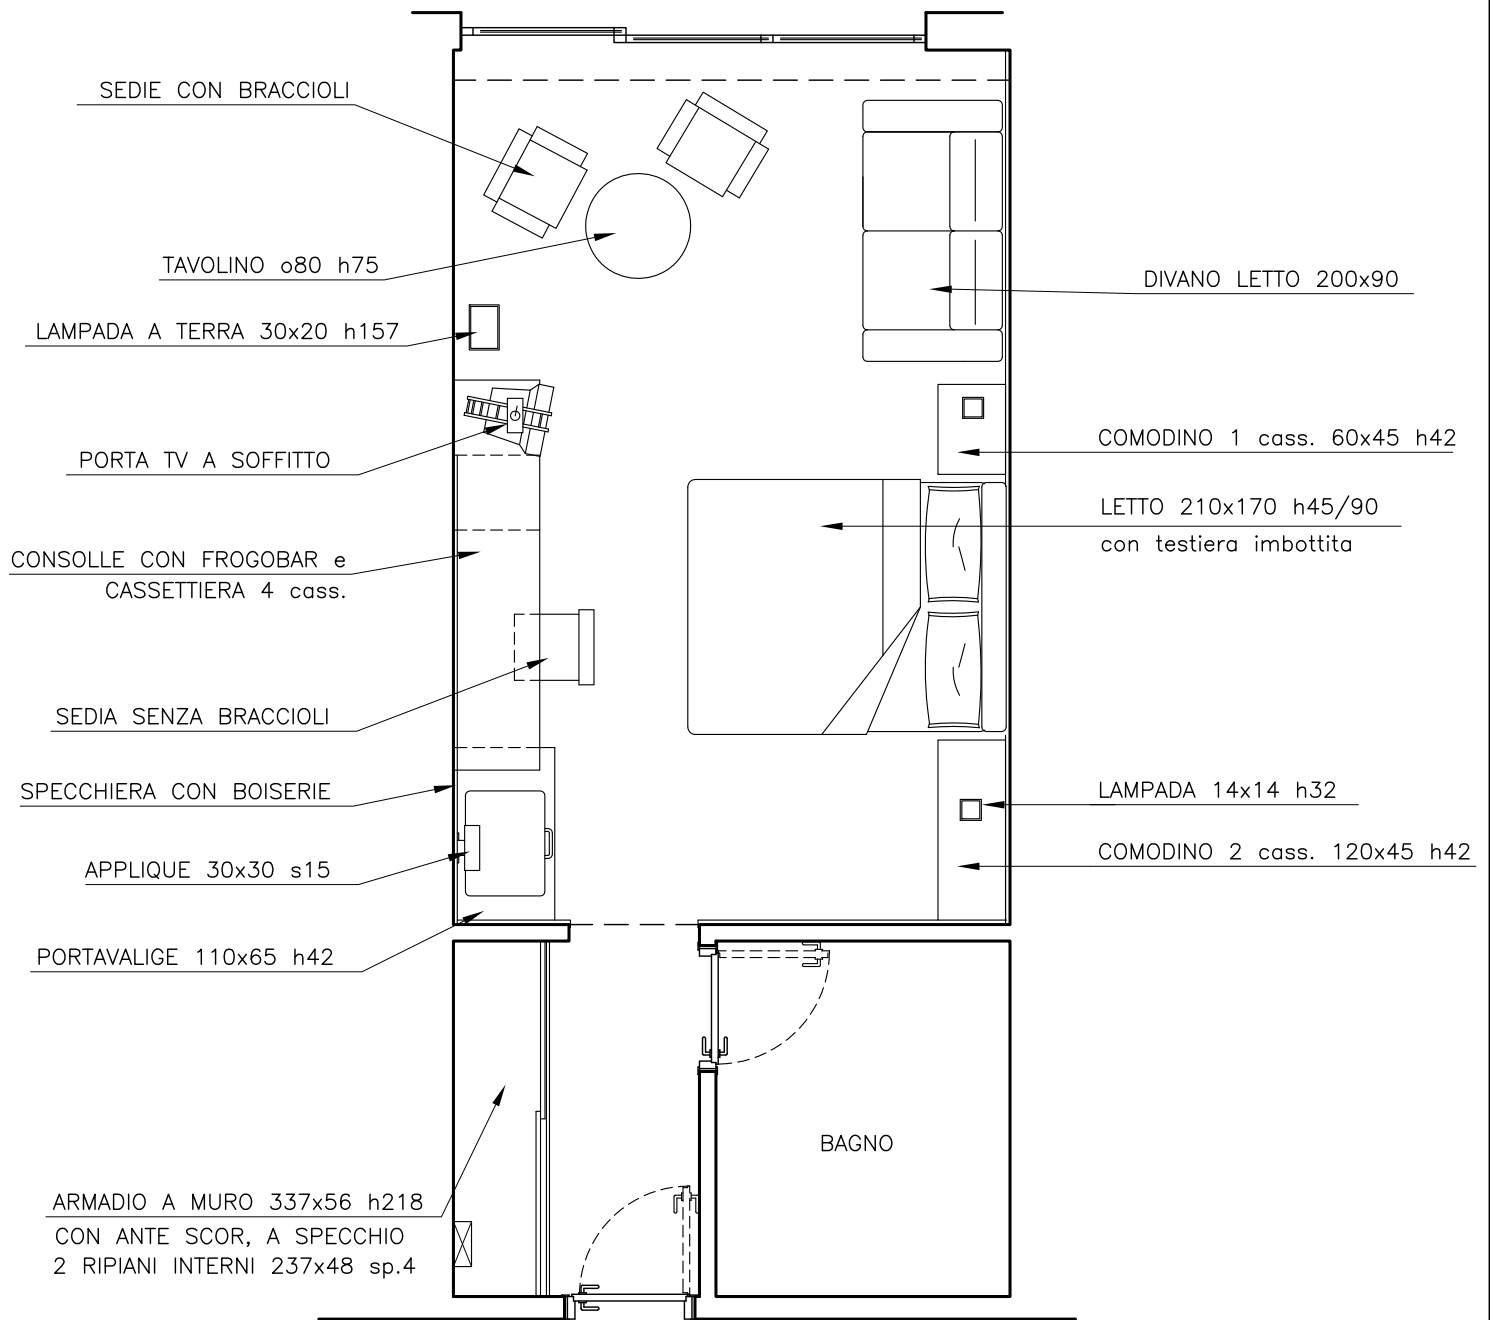 SEDIE CON BRACCIOLI
TAVOLINO o80 h75
LAMPADA A TERRA 30x20 h157
PORTA TV A SOFFITTO
CONSOLLE CON FROGOBAR e
CASSETTIERA 4 cass.
SEDIA SENZA BRACCIOLI
SPECCHIERA CON BOISERIE
APPLIQUE 30x30 s15
PORTAVALIGE 110x65 h42
ARMADIO A MURO 337x56 h218
CON ANTE SCOR, A SPECCHIO
2 RIPIANI INTERNI 237x48 sp.4
DIVANO LETTO 200x90
COMODINO 1 cass. 60x45 h42
LETTO 210x170 h45/90
con testiera imbottita
LAMPADA 14x14 h32
COMODINO 2 cass. 120x45 h42
BAGNO